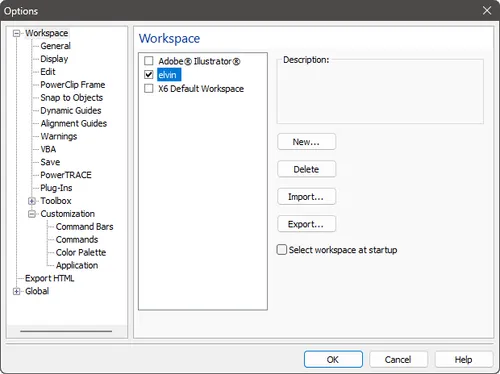 Options
Workspace
General
Display
Edit
PowerClip Frame
Snap to Objects
Dynamic Guides
Alignment Guides
Warnings
VBA
Save
PowerTRACE
Plug-Ins
Toolbox
Customization
Command Bars
Commands
Color Palette
Application
Export HTML
Global
Workspace
Adobe® Illustrator®
elvin
X6 Default Workspace
Description:
New...
Delete
Import...
Export...
Select workspace at startup
OK
Cancel
Help